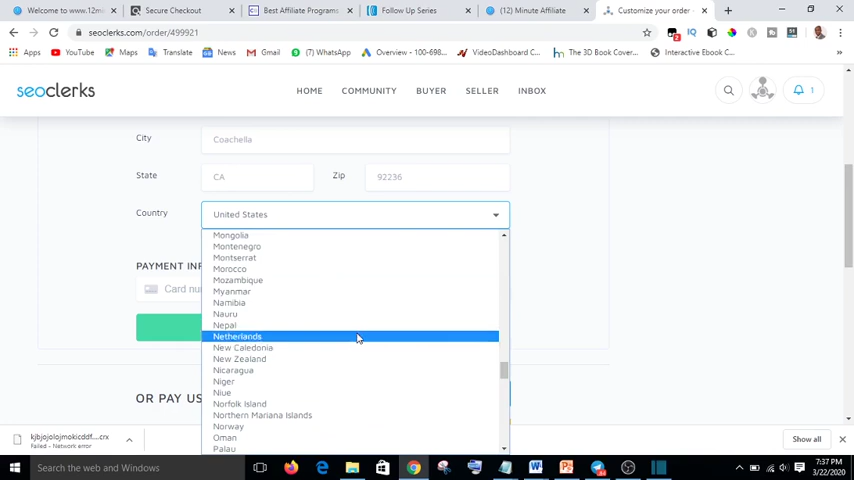 Welcome to www.12mi
Secure Checkout
Best Affiliate Programs
Follow Up Series
(12) Minute Affiliate
Customize your order -
seoclerks.com/order/499921
Apps
YouTube
Maps
Translate
News
Gmail
(7) WhatsApp
Overview - 100-698...
VideoDashboard C...
The 3D Book Cover...
Interactive Ebook C...
seoclerks
HOME
COMMUNITY
BUYER
SELLER
INBOX
1
City
Coachella
State
CA
Zip
92236
Country
United States
Mongolia
Montenegro
Montserrat
Morocco
Mozambique
Myanmar
Namibia
Nauru
Nepal
Netherlands
New Caledonia
New Zealand
Nicaragua
Niger
Niue
Norfolk Island
Northern Mariana Islands
Norway
Oman
Palau
PAYMENT INF
Card nu
OR PAY US
kjbjojolojmokicddf....crx
Failed - Network error
Show all
Search the web and Windows
7:37 PM
3/22/2020